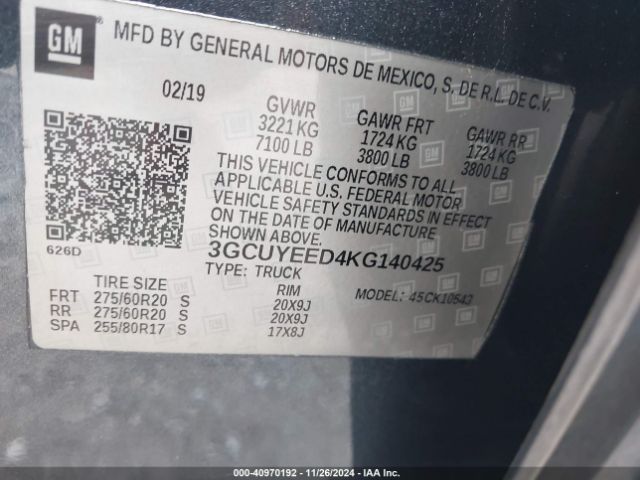 GM
MFD BY GENERAL MOTORS DE MEXICO, S. DE R.L. DE C.V.
02/19
GVWR GAWR FRT GAWR RR
3221 KG 1724 KG 1724 KG
7100 LB 3800 LB 3800 LB
THIS VEHICLE CONFORMS TO ALL
APPLICABLE U.S. FEDERAL MOTOR
VEHICLE SAFETY STANDARDS IN EFFECT
ON THE DATE OF MANUFACTURE
SHOWN ABOVE.
626D
3GCUYEED4KG140425
TYPE: TRUCK
TIRE SIZE RIM MODEL: 45CK10543
FRT 275/60R20 S 20X9J
RR 275/60R20 S 20X9J
SPA 255/80R17 S 17X8J
000-40970192 - 11/26/2024 - IAA Inc.